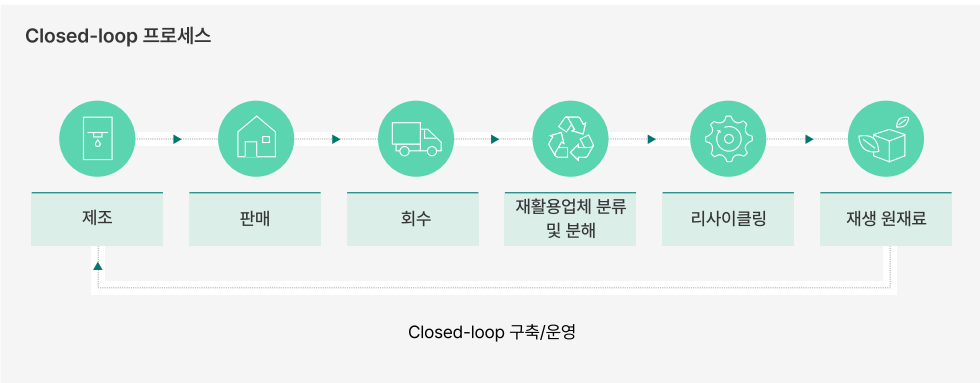 Closed-loop 프로세스
제조
판매
회수
재활용업체 분류
및 분해
리사이클링
재생 원재료
Closed-loop 구축/운영